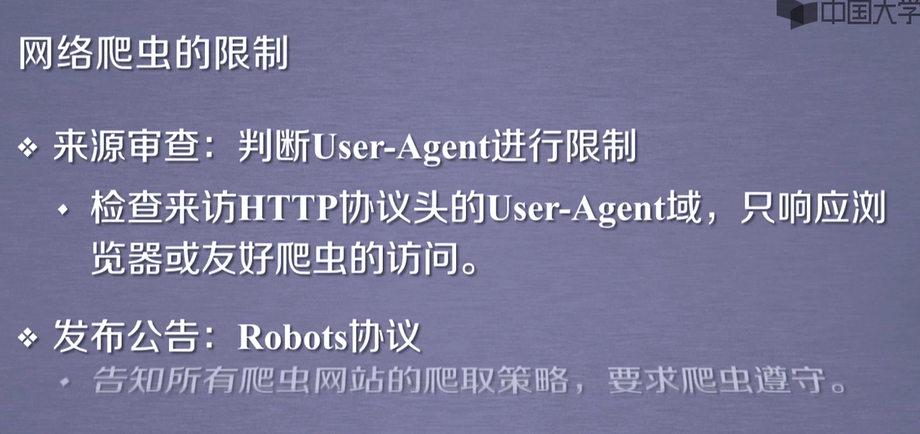 中国大学
网络爬虫的限制
❖ 来源审查：判断User-Agent进行限制
• 检查来访HTTP协议头的User-Agent域，只响应浏
览器或友好爬虫的访问。
❖ 发布公告：Robots协议
• 告知所有爬虫网站的爬取策略，要求爬虫遵守。